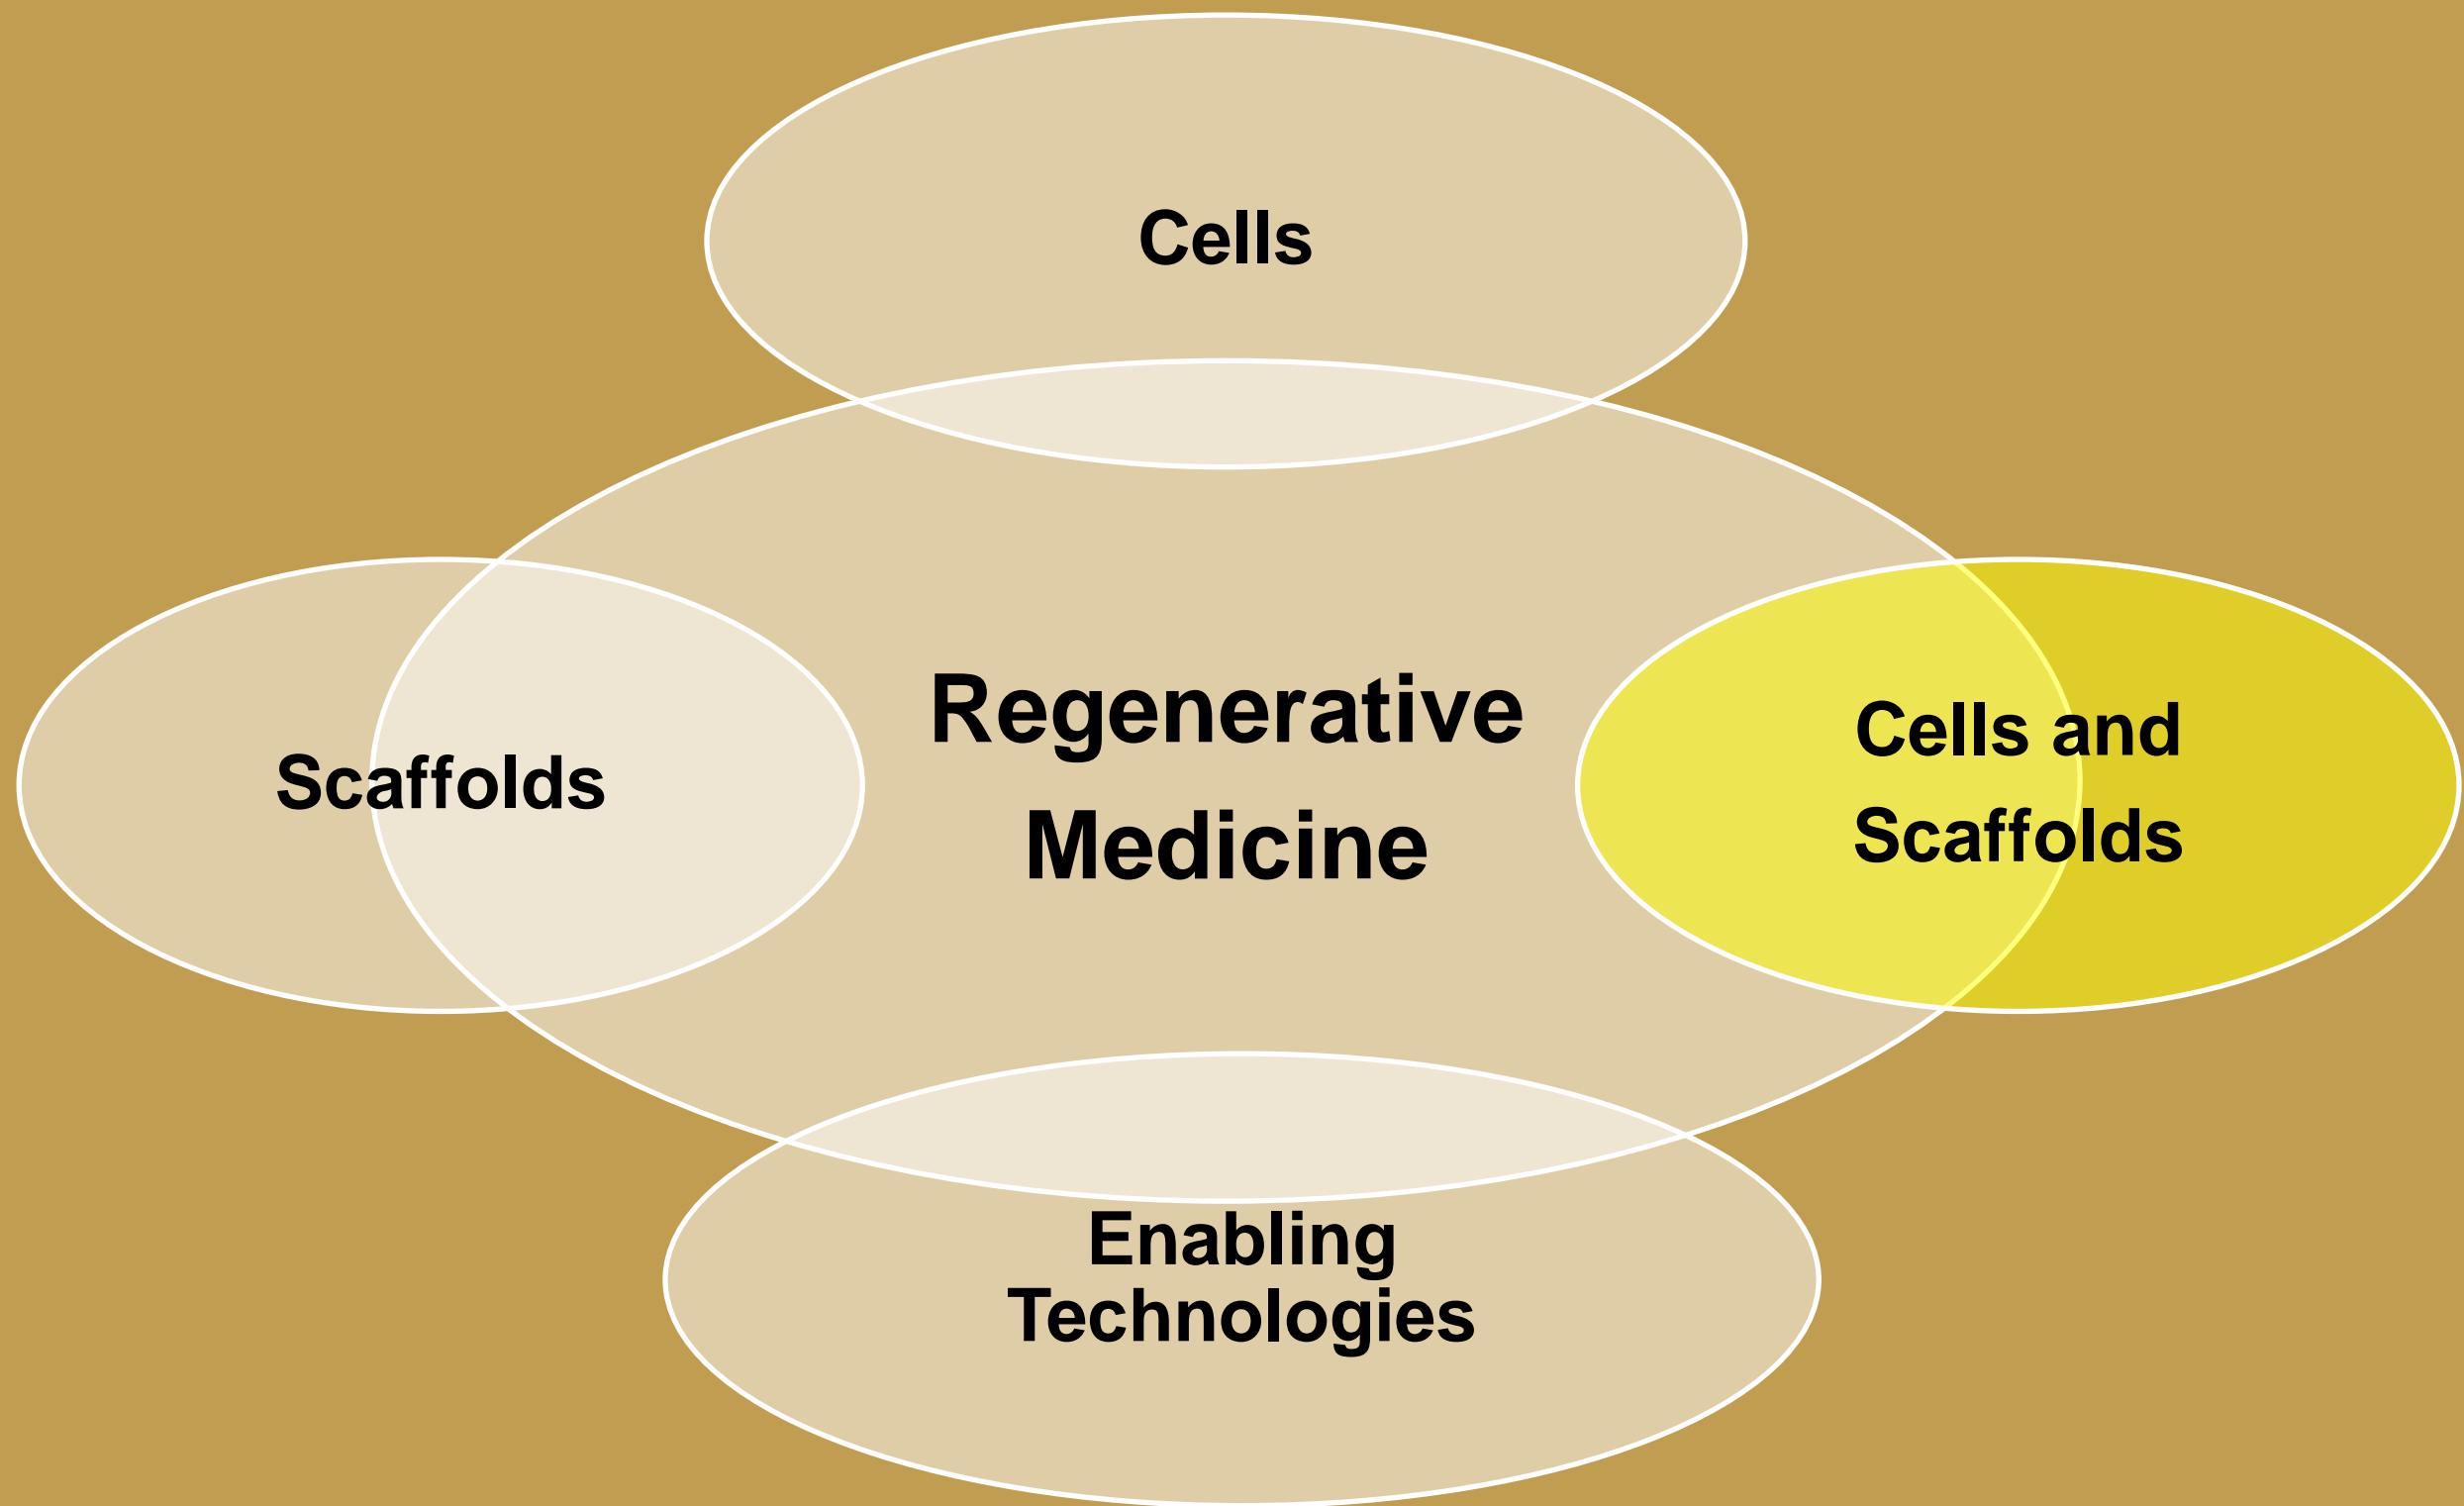 Cells
Regenerative
Medicine
Scaffolds
Cells and
Scaffolds
Enabling
Technologies